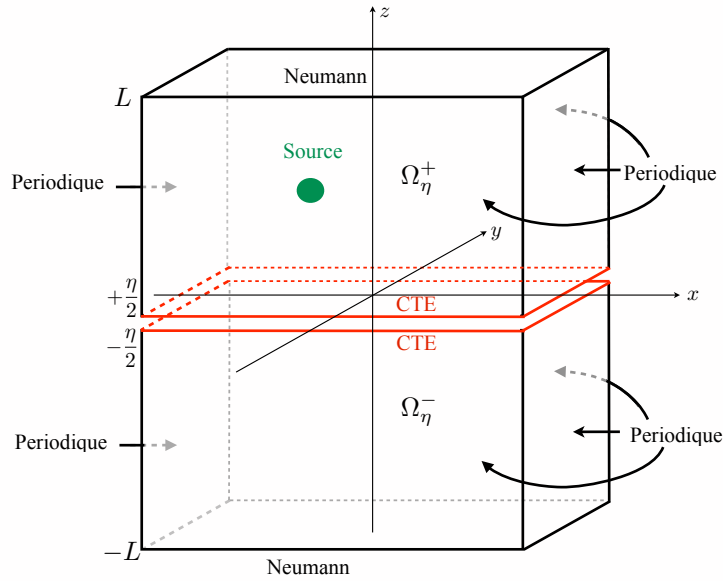 z
Neumann
L
Source
Ω_η^+
Periodique
Periodique
y
+η/2
x
CTE
CTE
-η/2
Ω_η^-
Periodique
Periodique
-L
Neumann